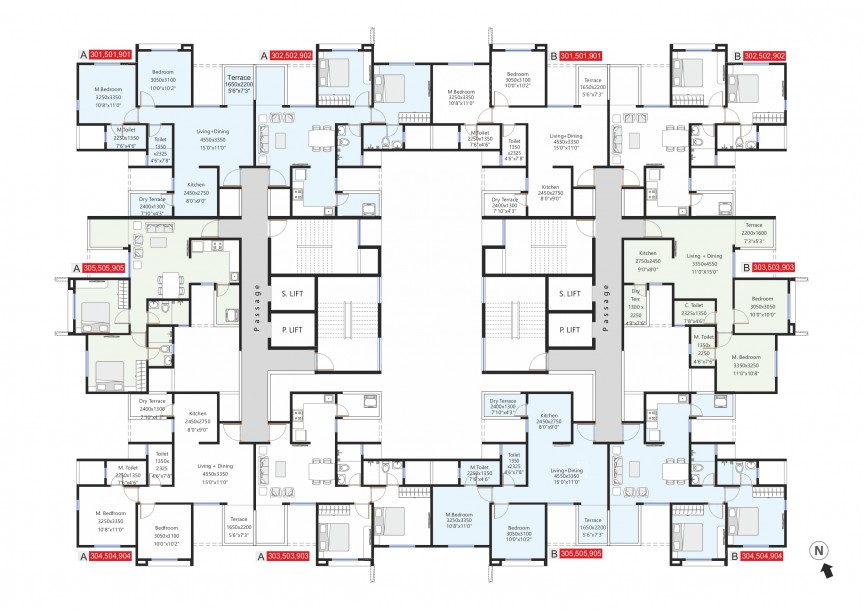 A 301,501,901
A 302,502,902
B 301,501,901
B 302,502,902
Bedroom
3050x3100
10'0"x10'2"
M.Bedroom
3250x3350
10'8"x11'0"
Terrace
1650x2200
5'6"x7'3"
M.Bedroom
3250x3350
10'8"x11'0"
Bedroom
3050x3100
10'0"x10'2"
Terrace
1650x2200
5'6"x7'3"
M.Toilet
2250x1350
7'6"x4'6"
Toilet
1350
x2325
4'6"x7'8"
Living+Dining
4550x3350
15'0"x11'0"
M.Toilet
2250x1350
7'6"x4'6"
Toilet
1350
x2325
4'6"x7'8"
Living+Dining
4550x3350
15'0"x11'0"
Kitchen
2450x2750
8'0"x9'0"
Dry Terrace
2400x1300
7'10"x4'3"
Kitchen
2450x2750
8'0"x9'0"
Dry Terrace
2400x1300
7'10"x4'3"
Terrace
2200x1600
7'3"x5'3"
A 305,505,905
B 303,503,903
Kitchen
2750x2450
9'0"x8'0"
Living + Dining
3350x4550
11'0"x15'0"
S. LIFT
P. LIFT
Passage
S. LIFT
P. LIFT
Passage
Dry
Terr.
1300 x
2250
4'3"x7'6"
C. Toilet
2325x1350
7'8"x4'6"
Bedroom
3050x3050
10'0"x10'0"
M. Toilet
1350x
2250
4'6"x7'6"
M. Bedroom
3350x3250
11'0"x10'8"
Dry Terrace
2400x1300
7'10"x4'3"
Kitchen
2450x2750
8'0"x9'0"
Dry Terrace
2400x1300
7'10"x4'3"
Kitchen
2450x2750
8'0"x9'0"
M. Toilet
2250x1350
7'6"x4'6"
Toilet
1350x
2325
4'6"x7'8"
Living + Dining
4550x3350
15'0"x11'0"
M.Toilet
2250x1350
7'6"x4'6"
Toilet
1350
x2325
4'6"x7'8"
Living+Dining
4550x3350
15'0"x11'0"
M. Bedroom
3250x3350
10'8"x11'0"
Bedroom
3050x3100
10'0"x10'2"
Terrace
1650x2200
5'6"x7'3"
M.Bedroom
3250x3350
10'8"x11'0"
Bedroom
3050x3100
10'0"x10'2"
Terrace
1650x2200
5'6"x7'3"
A 304,504,904
A 303,503,903
B 305,505,905
B 304,504,904
N